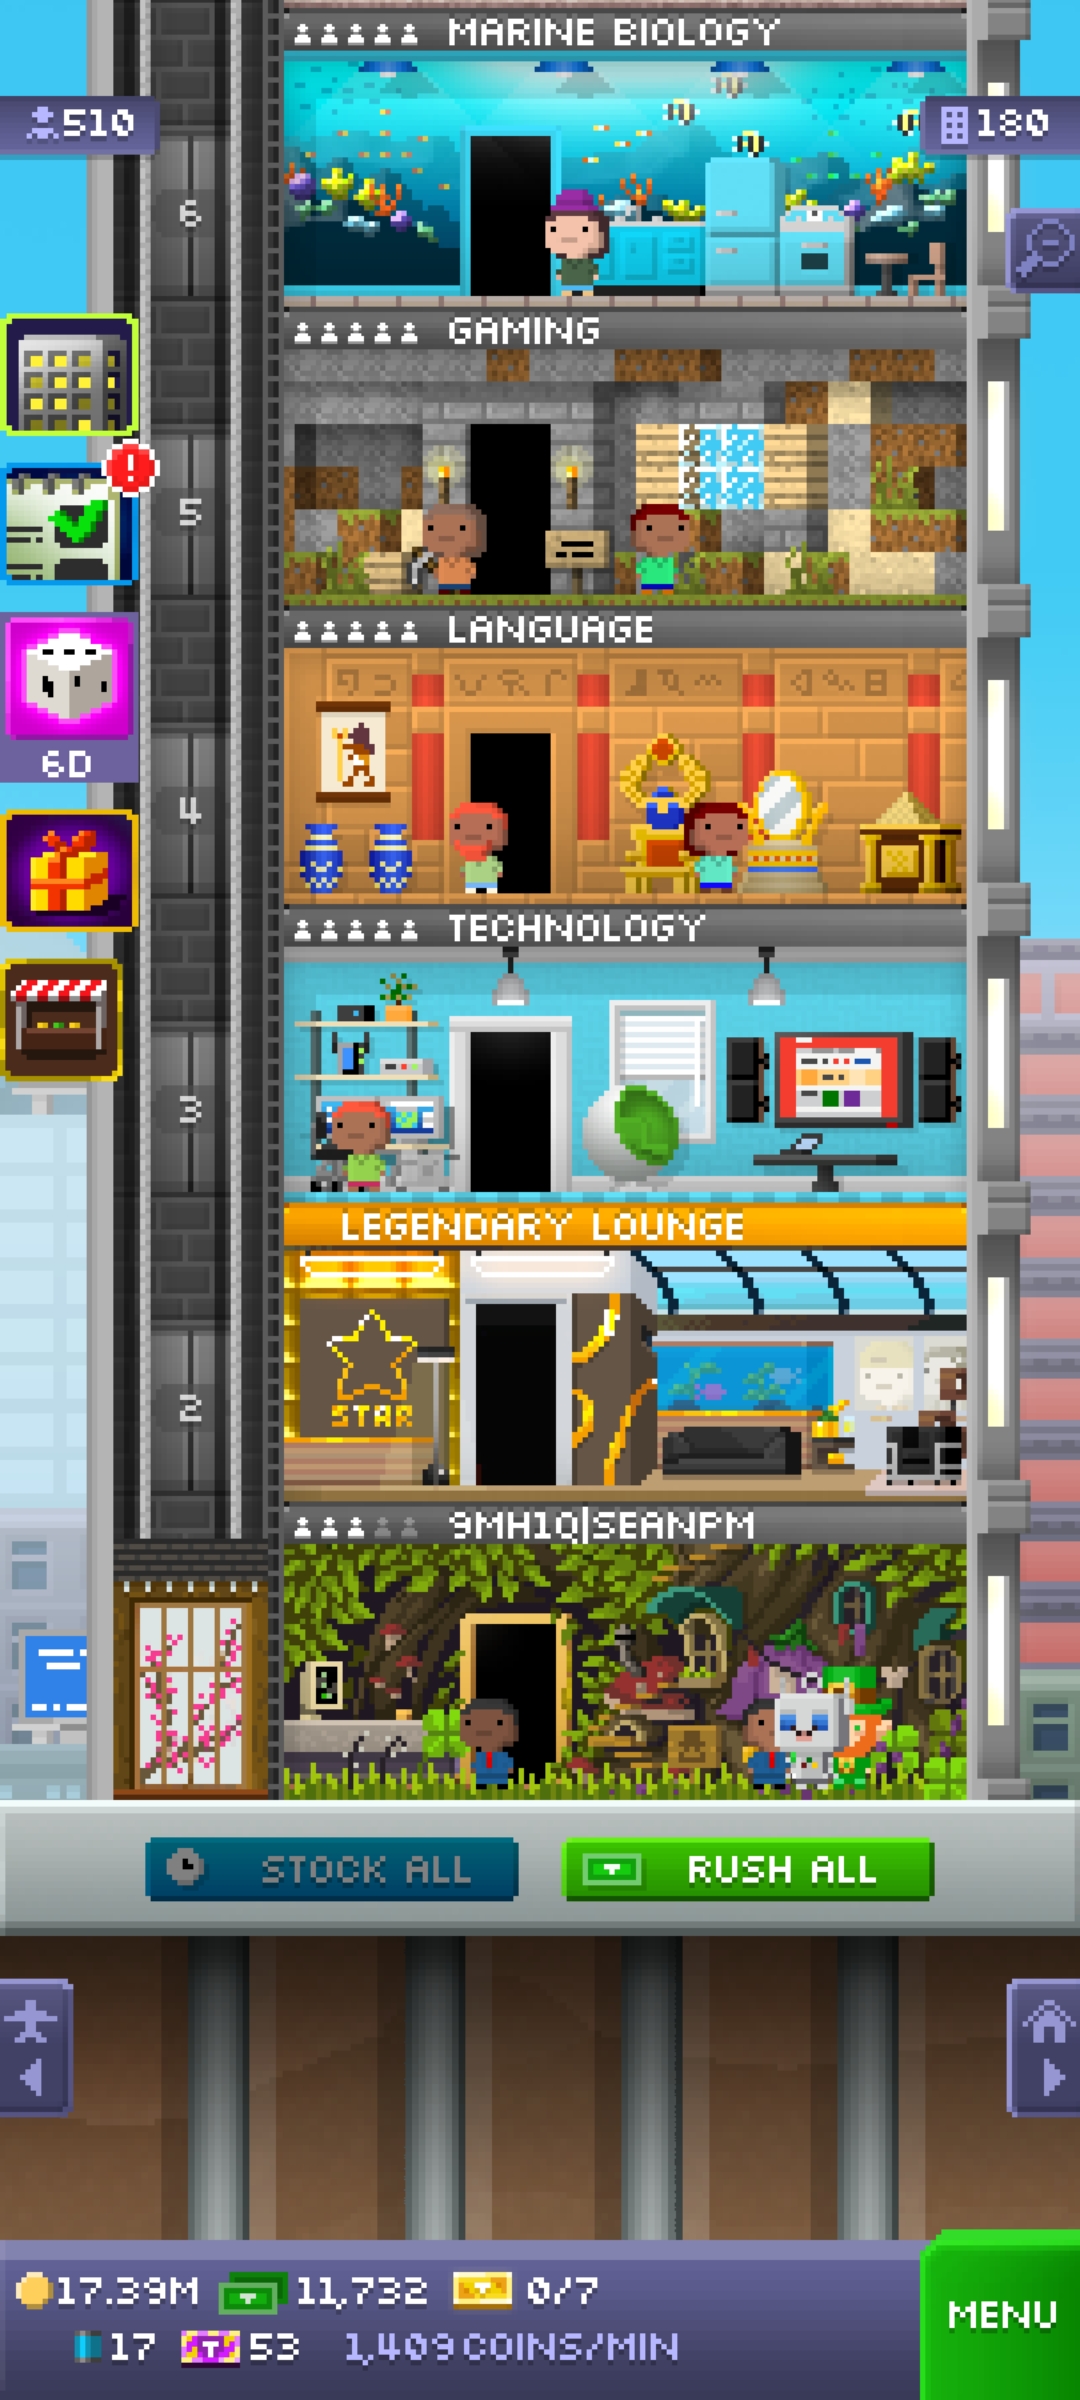 MARINE BIOLOGY
510
180
6
GAMING
5
LANGUAGE
6D
4
TECHNOLOGY
3
LEGENDARY LOUNGE
STAR
2
9MH1Q|SEANPM
STOCK ALL
RUSH ALL
17.39M
11,732
0/7
17
53
1,409 COINS/MIN
MENU